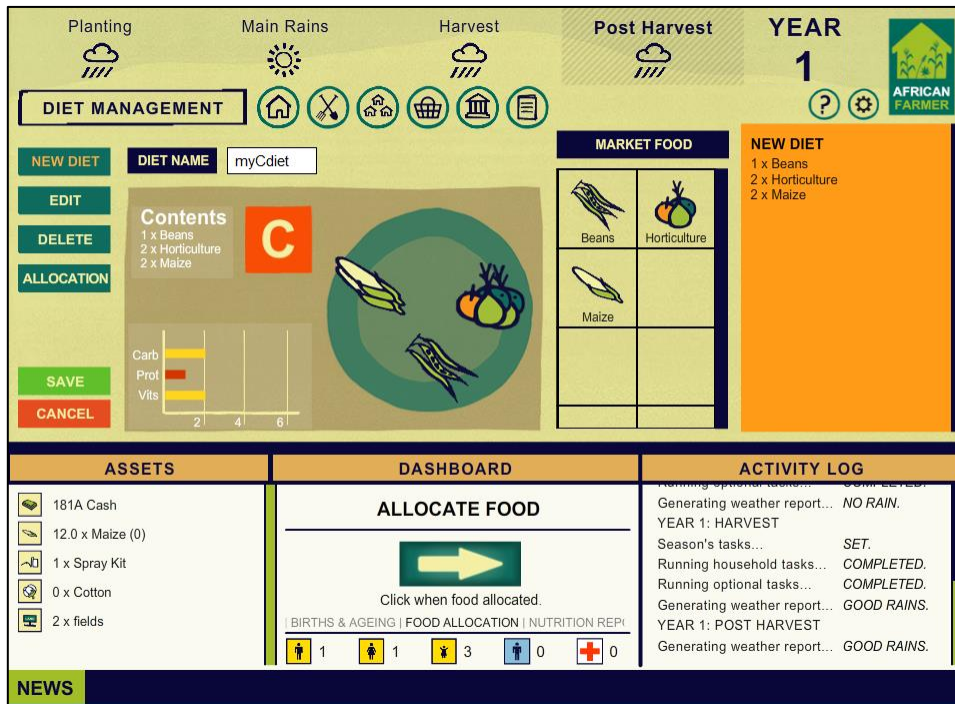 Planting
Main Rains
Harvest
Post Harvest
YEAR
1
AFRICAN
FARMER
?
DIET MANAGEMENT
NEW DIET
EDIT
DELETE
ALLOCATION
SAVE
CANCEL
DIET NAME
myCdiet
Contents
1 x Beans
2 x Horticulture
2 x Maize
C
Carb
Prot
Vits
2
4
6
MARKET FOOD
Beans
Horticulture
Maize
NEW DIET
1 x Beans
2 x Horticulture
2 x Maize
ASSETS
181A Cash
12.0 x Maize (0)
1 x Spray Kit
0 x Cotton
2 x fields
DASHBOARD
ALLOCATE FOOD
Click when food allocated.
| BIRTHS & AGEING | FOOD ALLOCATION | NUTRITION REPO
1
1
3
0
0
ACTIVITY LOG
Running optional tasks... COMPLETED.
Generating weather report... NO RAIN.
YEAR 1: HARVEST
Season's tasks... SET.
Running household tasks... COMPLETED.
Running optional tasks... COMPLETED.
Generating weather report... GOOD RAINS.
YEAR 1: POST HARVEST
Generating weather report... GOOD RAINS.
NEWS